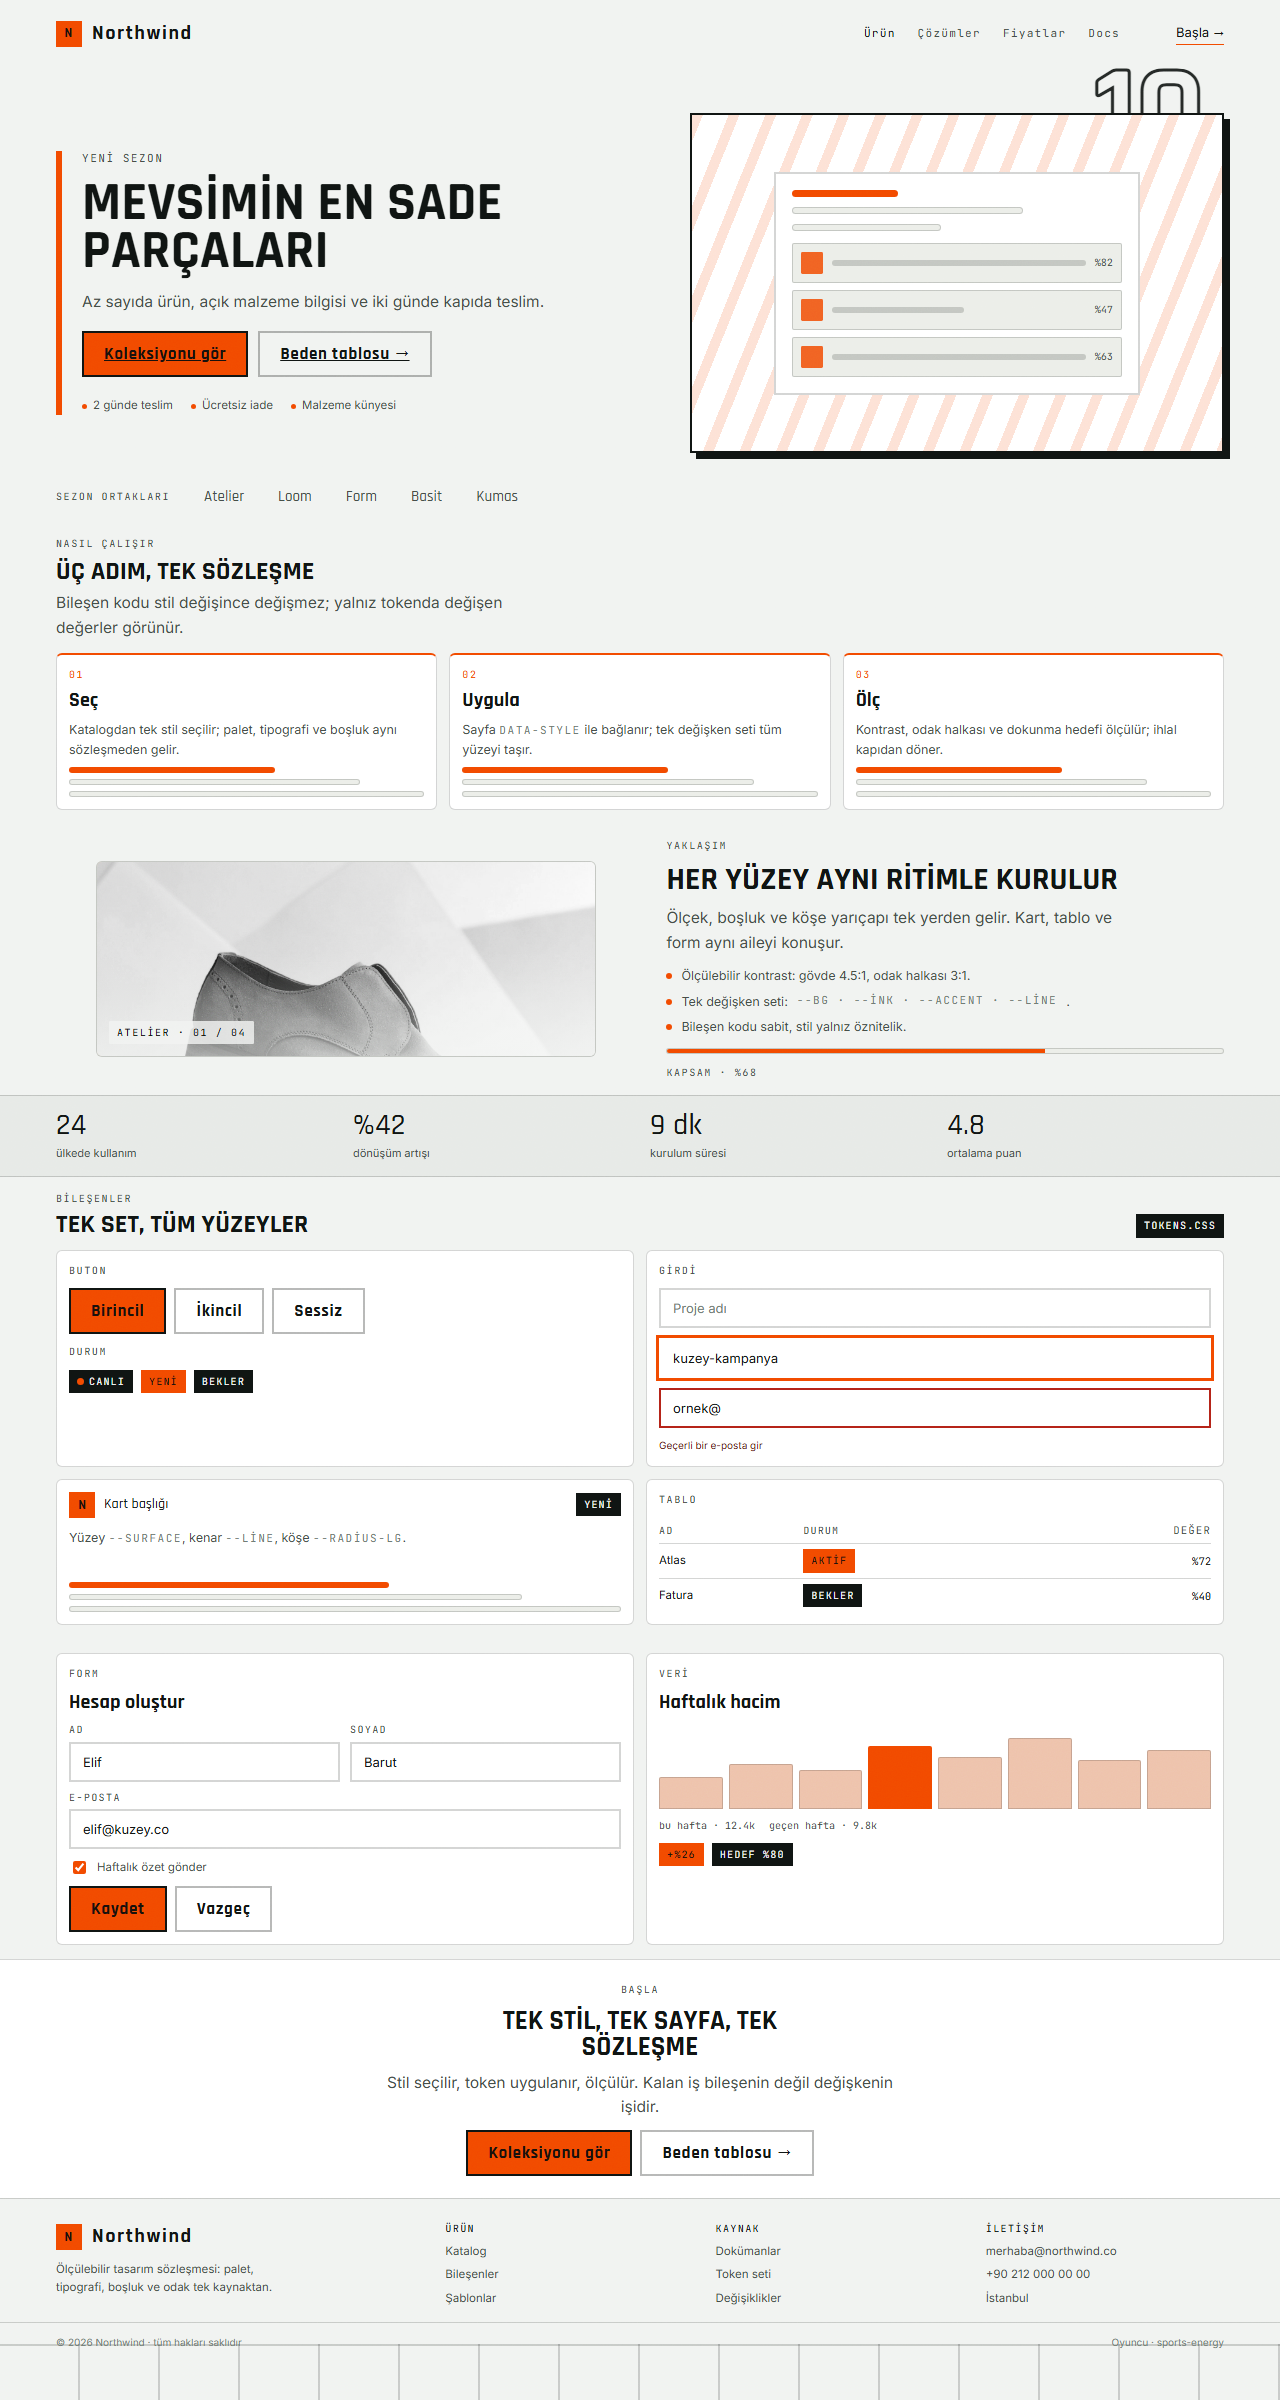 N Northwind
Ürün Çözümler Fiyatlar Docs Başla →
10
YENİ SEZON
MEVSİMİN EN SADE
PARÇALARI
Az sayıda ürün, açık malzeme bilgisi ve iki günde kapıda teslim.
Koleksiyonu gör Beden tablosu →
2 günde teslim Ücretsiz iade Malzeme künyesi
%82
%47
%63
SEZON ORTAKLARI Atelier Loom Form Basit Kumas
NASIL ÇALIŞIR
ÜÇ ADIM, TEK SÖZLEŞME
Bileşen kodu stil değişince değişmez; yalnız tokenda değişen
değerler görünür.
01
Seç
Katalogdan tek stil seçilir; palet, tipografi ve boşluk aynı
sözleşmeden gelir.
02
Uygula
Sayfa DATA-STYLE ile bağlanır; tek değişken seti tüm
yüzeyi taşır.
03
Ölç
Kontrast, odak halkası ve dokunma hedefi ölçülür; ihlal
kapıdan döner.
ATELİER · 01 / 04
YAKLAŞIM
HER YÜZEY AYNI RİTİMLE KURULUR
Ölçek, boşluk ve köşe yarıçapı tek yerden gelir. Kart, tablo ve
form aynı aileyi konuşur.
Ölçülebilir kontrast: gövde 4.5:1, odak halkası 3:1.
Tek değişken seti: --BG · --İNK · --ACCENT · --LİNE .
Bileşen kodu sabit, stil yalnız öznitelik.
KAPSAM · %68
24
ülkede kullanım
%42
dönüşüm artışı
9 dk
kurulum süresi
4.8
ortalama puan
BİLEŞENLER
TEK SET, TÜM YÜZEYLER
TOKENS.CSS
BUTON
Birincil İkincil Sessiz
DURUM
CANLI YENİ BEKLER
GİRDİ
Proje adı
kuzey-kampanya
ornek@
Geçerli bir e-posta gir
N Kart başlığı YENİ
Yüzey --SURFACE, kenar --LİNE, köşe --RADİUS-LG.
TABLO
AD DURUM DEĞER
Atlas AKTİF %72
Fatura BEKLER %40
FORM
Hesap oluştur
AD SOYAD
Elif Barut
E-POSTA
elif@kuzey.co
Haftalık özet gönder
Kaydet Vazgeç
VERİ
Haftalık hacim
bu hafta · 12.4k geçen hafta · 9.8k
+%26 HEDEF %80
BAŞLA
TEK STİL, TEK SAYFA, TEK
SÖZLEŞME
Stil seçilir, token uygulanır, ölçülür. Kalan iş bileşenin değil değişkenin
işidir.
Koleksiyonu gör Beden tablosu →
N Northwind
Ölçülebilir tasarım sözleşmesi: palet,
tipografi, boşluk ve odak tek kaynaktan.
ÜRÜN
Katalog
Bileşenler
Şablonlar
KAYNAK
Dokümanlar
Token seti
Değişiklikler
İLETİŞİM
merhaba@northwind.co
+90 212 000 00 00
İstanbul
© 2026 Northwind · tüm hakları saklıdır
Oyuncu · sports-energy